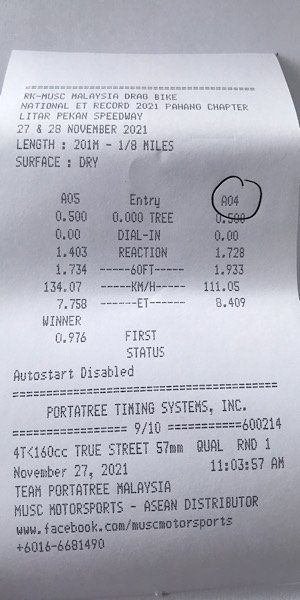 ==========================================
RK-MUSC MALAYSIA DRAG BIKE
NATIONAL ET RECORD 2021 PAHANG CHAPTER
LITAR PEKAN SPEEDWAY
27 & 28 NOVEMBER 2021
LENGTH : 201M - 1/8 MILES
SURFACE : DRY
A05 Entry A04
0.500 0.000 TREE 0.500
0.00 DIAL-IN 0.00
1.403 REACTION 1.728
1.734 -----60FT----- 1.933
134.07 -----KM/H----- 111.05
7.758 ------ET------ 8.409
WINNER
0.976 FIRST
STATUS
Autostart Disabled
==========================================
PORTATREE TIMING SYSTEMS, INC.
================= 9/10 ===========600214
4T<160cc TRUE STREET 57mm QUAL RND 1
November 27, 2021 11:03:57 AM
TEAM PORTATREE MALAYSIA
MUSC MOTORSPORTS - ASEAN DISTRIBUTOR
www.facebook.com/muscmotorsports
+6016-6681490